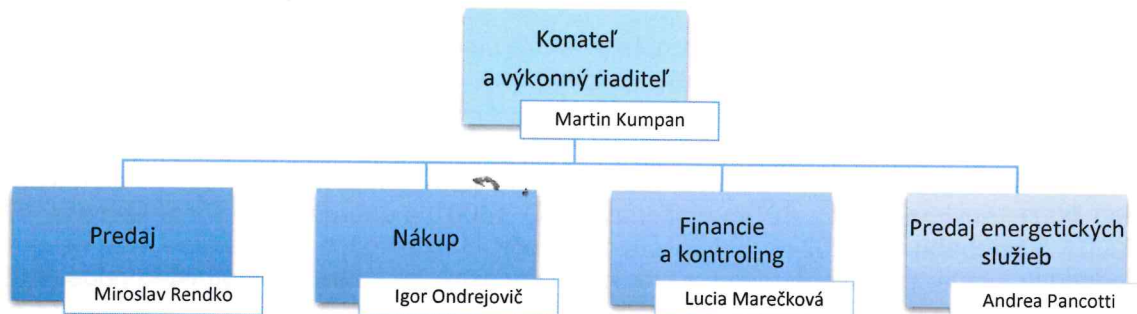 Konateľ
a výkonný riaditeľ
Martin Kumpan
Predaj
Miroslav Rendko
Nákup
Igor Ondrejovič
Financie
a kontroling
Lucia Marečková
Predaj energetických
služieb
Andrea Pancotti